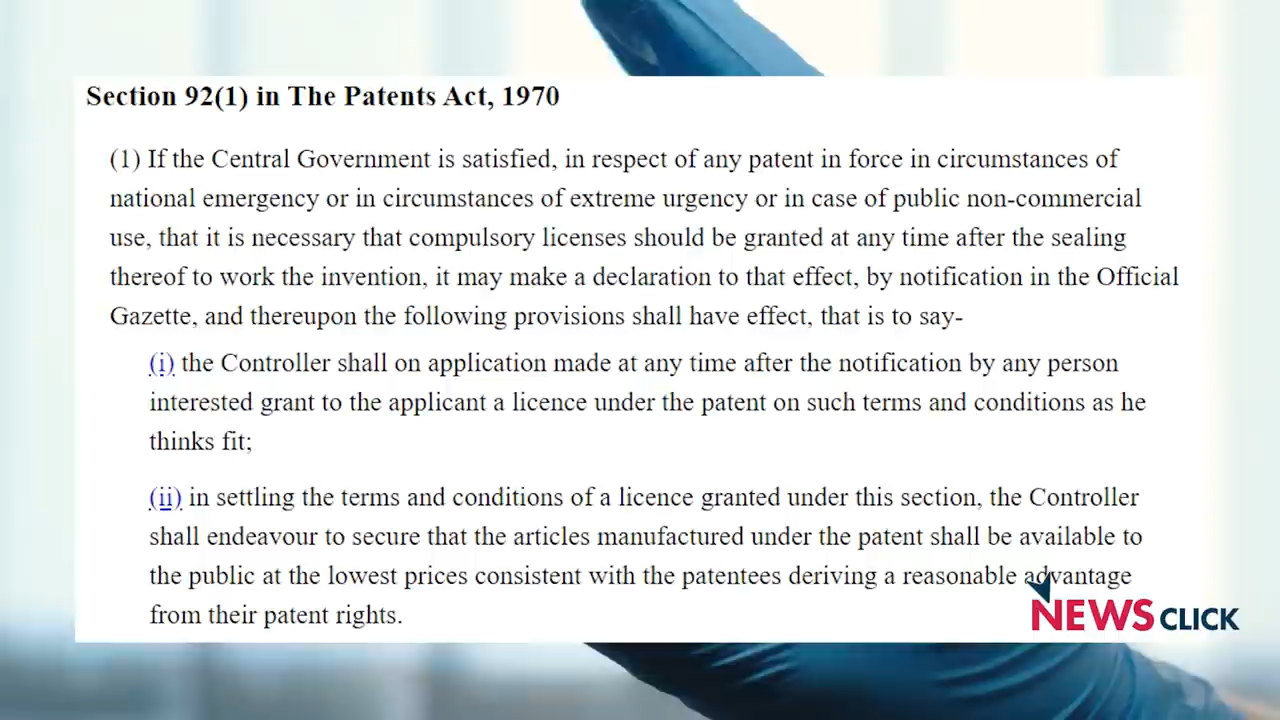 Section 92(1) in The Patents Act, 1970
(1) If the Central Government is satisfied, in respect of any patent in force in circumstances of
national emergency or in circumstances of extreme urgency or in case of public non-commercial
use, that it is necessary that compulsory licenses should be granted at any time after the sealing
thereof to work the invention, it may make a declaration to that effect, by notification in the Official
Gazette, and thereupon the following provisions shall have effect, that is to say-
(i) the Controller shall on application made at any time after the notification by any person
interested grant to the applicant a licence under the patent on such terms and conditions as he
thinks fit;
(ii) in settling the terms and conditions of a licence granted under this section, the Controller
shall endeavour to secure that the articles manufactured under the patent shall be available to
the public at the lowest prices consistent with the patentees deriving a reasonable advantage
from their patent rights.
NEWSCLICK